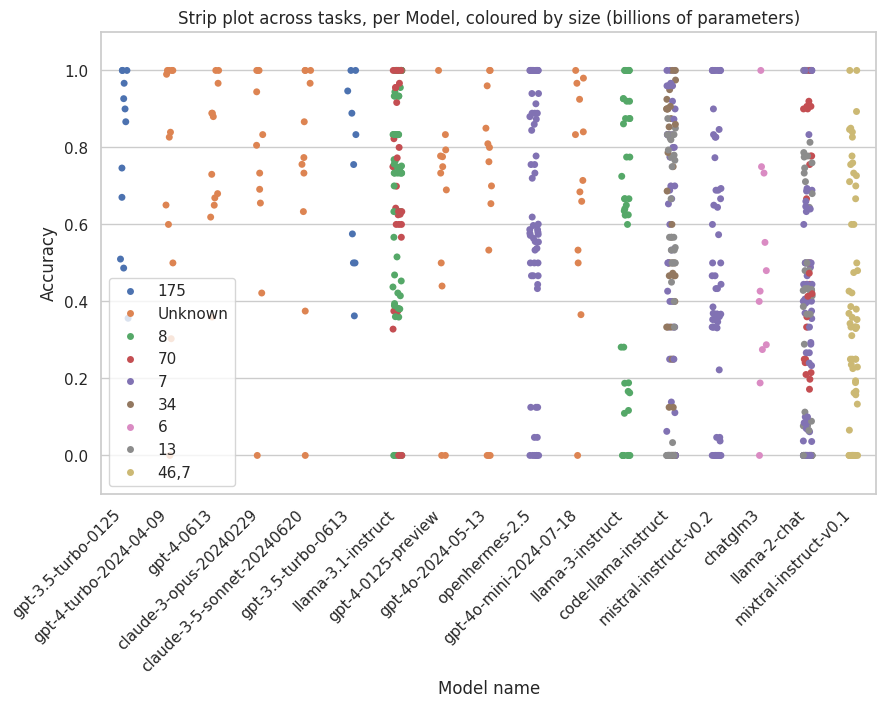 Strip plot across tasks, per Model, coloured by size (billions of parameters)
Accuracy
1.0
0.8
0.6
0.4
0.2
0.0
175
Unknown
8
70
7
34
6
13
46,7
gpt-3.5-turbo-0125
gpt-4-turbo-2024-04-09
gpt-4-0613
claude-3-opus-20240229
claude-3-5-sonnet-20240620
gpt-3.5-turbo-0613
llama-3.1-instruct
gpt-4-0125-preview
gpt-4o-2024-05-13
openhermes-2.5
gpt-4o-mini-2024-07-18
llama-3-instruct
code-llama-instruct
mistral-instruct-v0.2
chatglm3
llama-2-chat
mixtral-instruct-v0.1
Model name